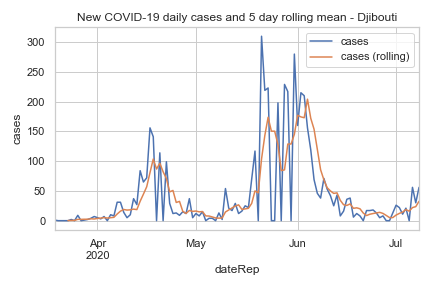 New COVID-19 daily cases and 5 day rolling mean - Djibouti
cases
cases (rolling)
300
250
200
150
100
50
0
cases
Apr
2020
May
Jun
Jul
dateRep